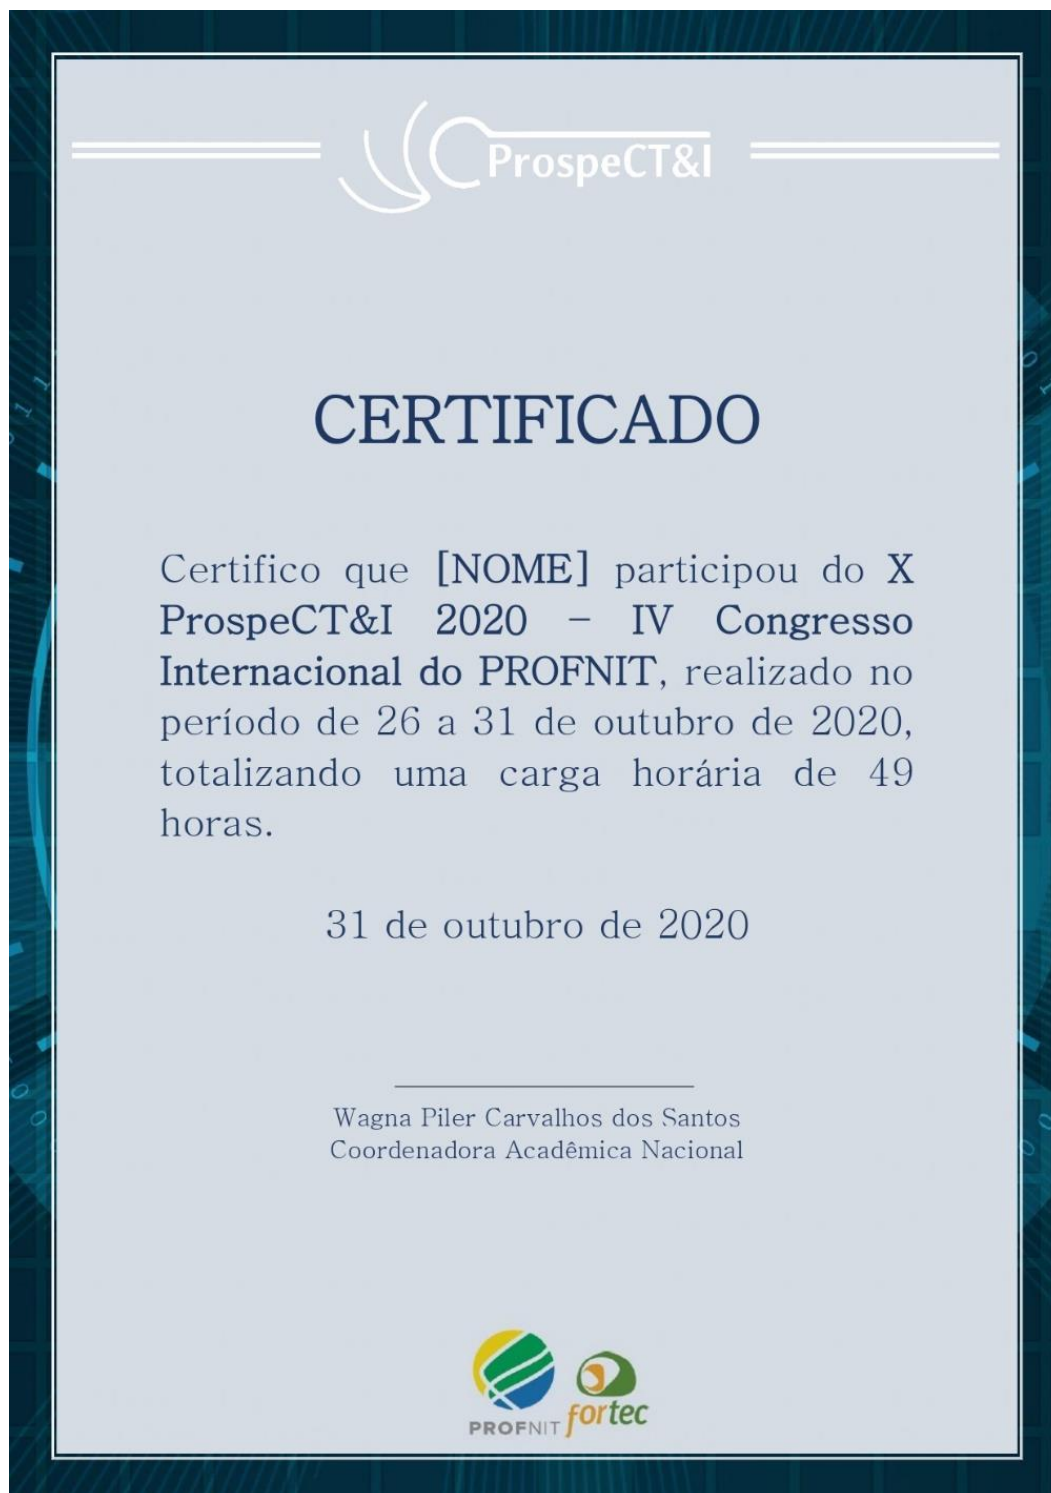 ProspeCT&I
CERTIFICADO
Certifico que [NOME] participou do X
ProspeCT&I 2020 – IV Congresso
Internacional do PROFNIT, realizado no
período de 26 a 31 de outubro de 2020,
totalizando uma carga horária de 49
horas.
31 de outubro de 2020
Wagna Piler Carvalhos dos Santos
Coordenadora Acadêmica Nacional
PROFNIT
fortec